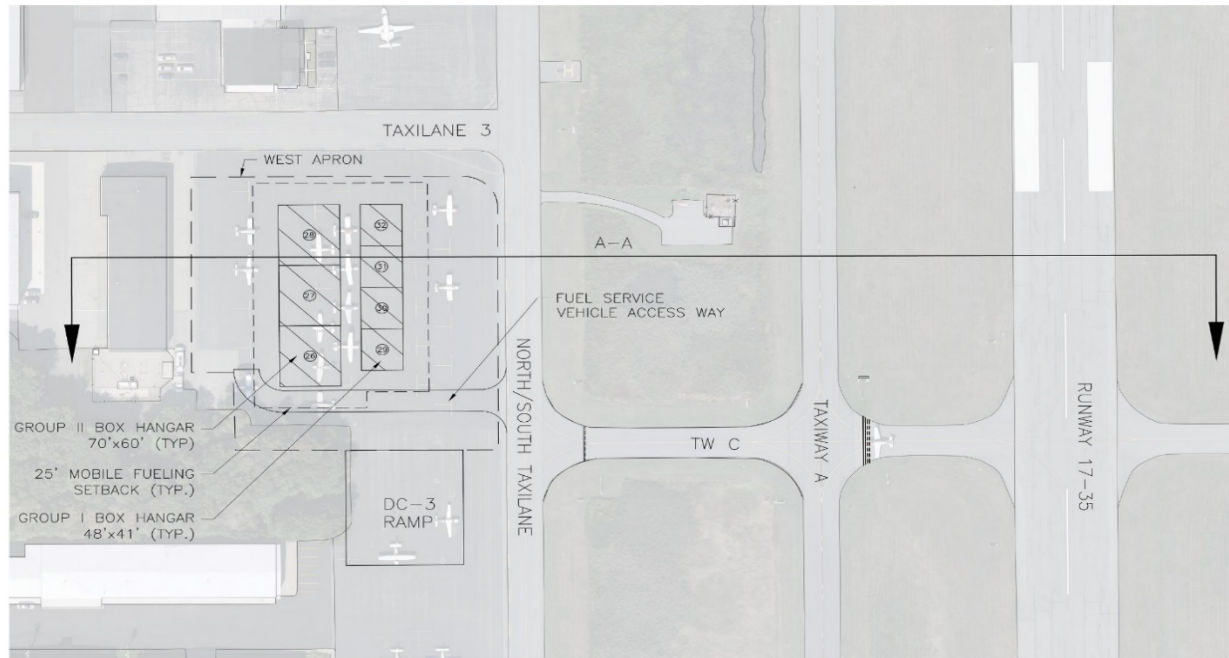 TAXILANE 3
WEST APRON
H
A-A
28
32
31
27
30
26
29
FUEL SERVICE
VEHICLE ACCESS WAY
NORTH/SOUTH TAXILANE
TAXIWAY A
RUNWAY 17-35
GROUP II BOX HANGAR
70'x60' (TYP)
25' MOBILE FUELING
SETBACK (TYP.)
GROUP I BOX HANGAR
48'x41' (TYP.)
TW C
DC-3
RAMP